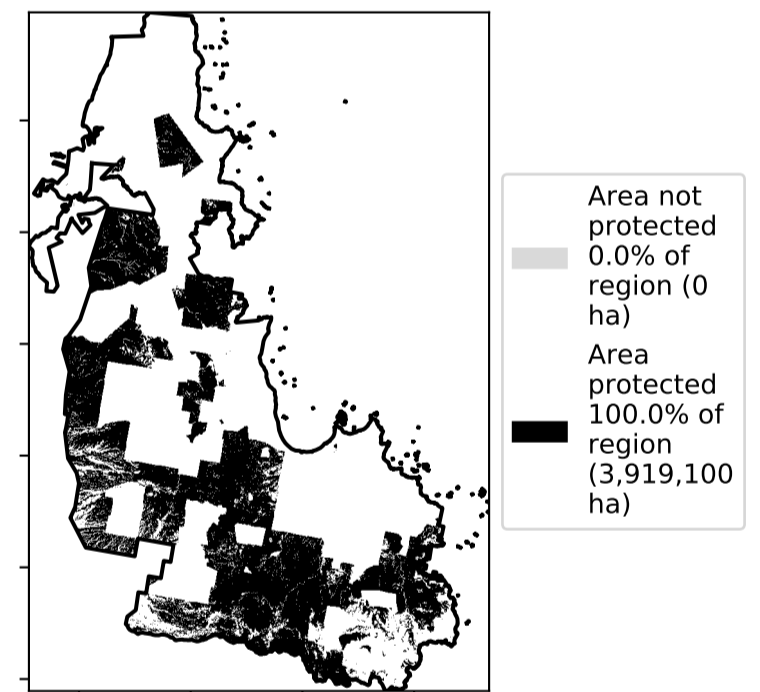 Area not
protected
0.0% of
region (0
ha)
Area
protected
100.0% of
region
(3,919,100
ha)